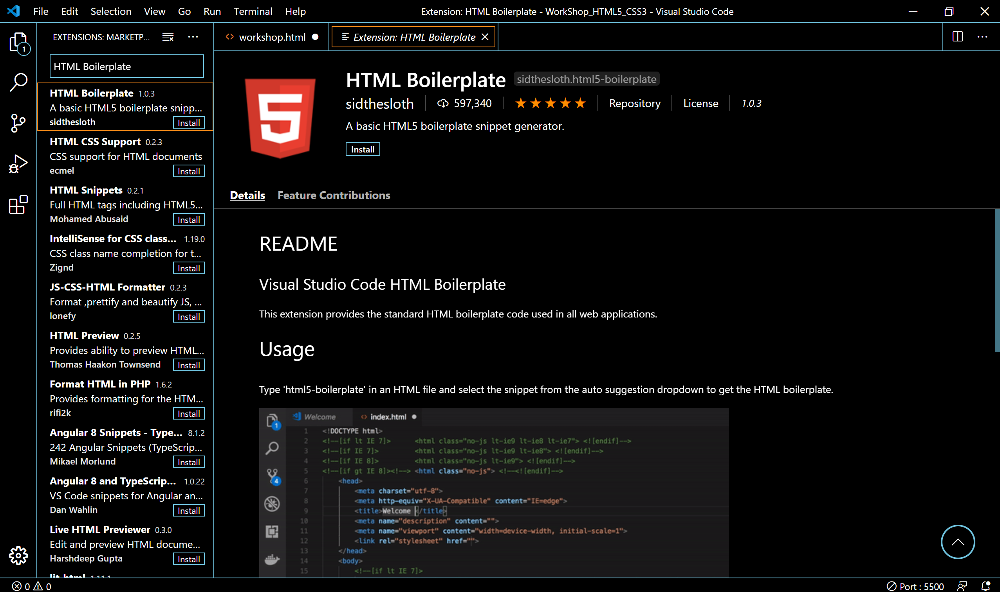 File Edit Selection View Go Run Terminal Help
Extension: HTML Boilerplate - WorkShop_HTML5_CSS3 - Visual Studio Code
1
EXTENSIONS: MARKETP...
HTML Boilerplate
HTML Boilerplate 1.0.3
A basic HTML5 boilerplate snipp...
sidthesloth Install
HTML CSS Support 0.2.3
CSS support for HTML documents
ecmel Install
HTML Snippets 0.2.1
Full HTML tags including HTML5...
Mohamed Abusaid Install
IntelliSense for CSS class... 1.19.0
CSS class name completion for t...
Zignd Install
JS-CSS-HTML Formatter 0.2.3
Format ,prettify and beautify JS, ...
lonefy Install
HTML Preview 0.2.5
Provides ability to preview HTML...
Thomas Haakon Townsend Install
Format HTML in PHP 1.6.2
Provides formatting for the HTM...
rifi2k Install
Angular 8 Snippets - Type... 8.1.2
242 Angular Snippets (TypeScrip...
Mikael Morlund Install
Angular 8 and TypeScrip... 1.0.22
VS Code snippets for Angular an...
Dan Wahlin Install
Live HTML Previewer 0.3.0
Edit and preview HTML docume...
Harshdeep Gupta Install
lit-html 1.11.1
workshop.html
Extension: HTML Boilerplate
5
HTML Boilerplate sidthesloth.html5-boilerplate
sidthesloth 597,340 ★★★★★ Repository License 1.0.3
A basic HTML5 boilerplate snippet generator.
Install
Details Feature Contributions
README
Visual Studio Code HTML Boilerplate
This extension provides the standard HTML boilerplate code used in all web applications.
Usage
Type 'html5-boilerplate' in an HTML file and select the snippet from the auto suggestion dropdown to get the HTML boilerplate.
1
4
Welcome index.html
1 <!DOCTYPE html>
2 <!--[if lt IE 7]> <html class="no-js lt-ie9 lt-ie8 lt-ie7"> <![endif]-->
3 <!--[if IE 7]> <html class="no-js lt-ie9 lt-ie8"> <![endif]-->
4 <!--[if IE 8]> <html class="no-js lt-ie9"> <![endif]-->
5 <!--[if gt IE 8]><!--> <html class="no-js"> <!--<![endif]-->
6 <head>
7 <meta charset="utf-8">
8 <meta http-equiv="X-UA-Compatible" content="IE=edge">
9 <title>Welcome </title>
10 <meta name="description" content="">
11 <meta name="viewport" content="width=device-width, initial-scale=1">
12 <link rel="stylesheet" href="">
13 </head>
14 <body>
15 <!--[if lt IE 7]>
0 0
Port : 5500